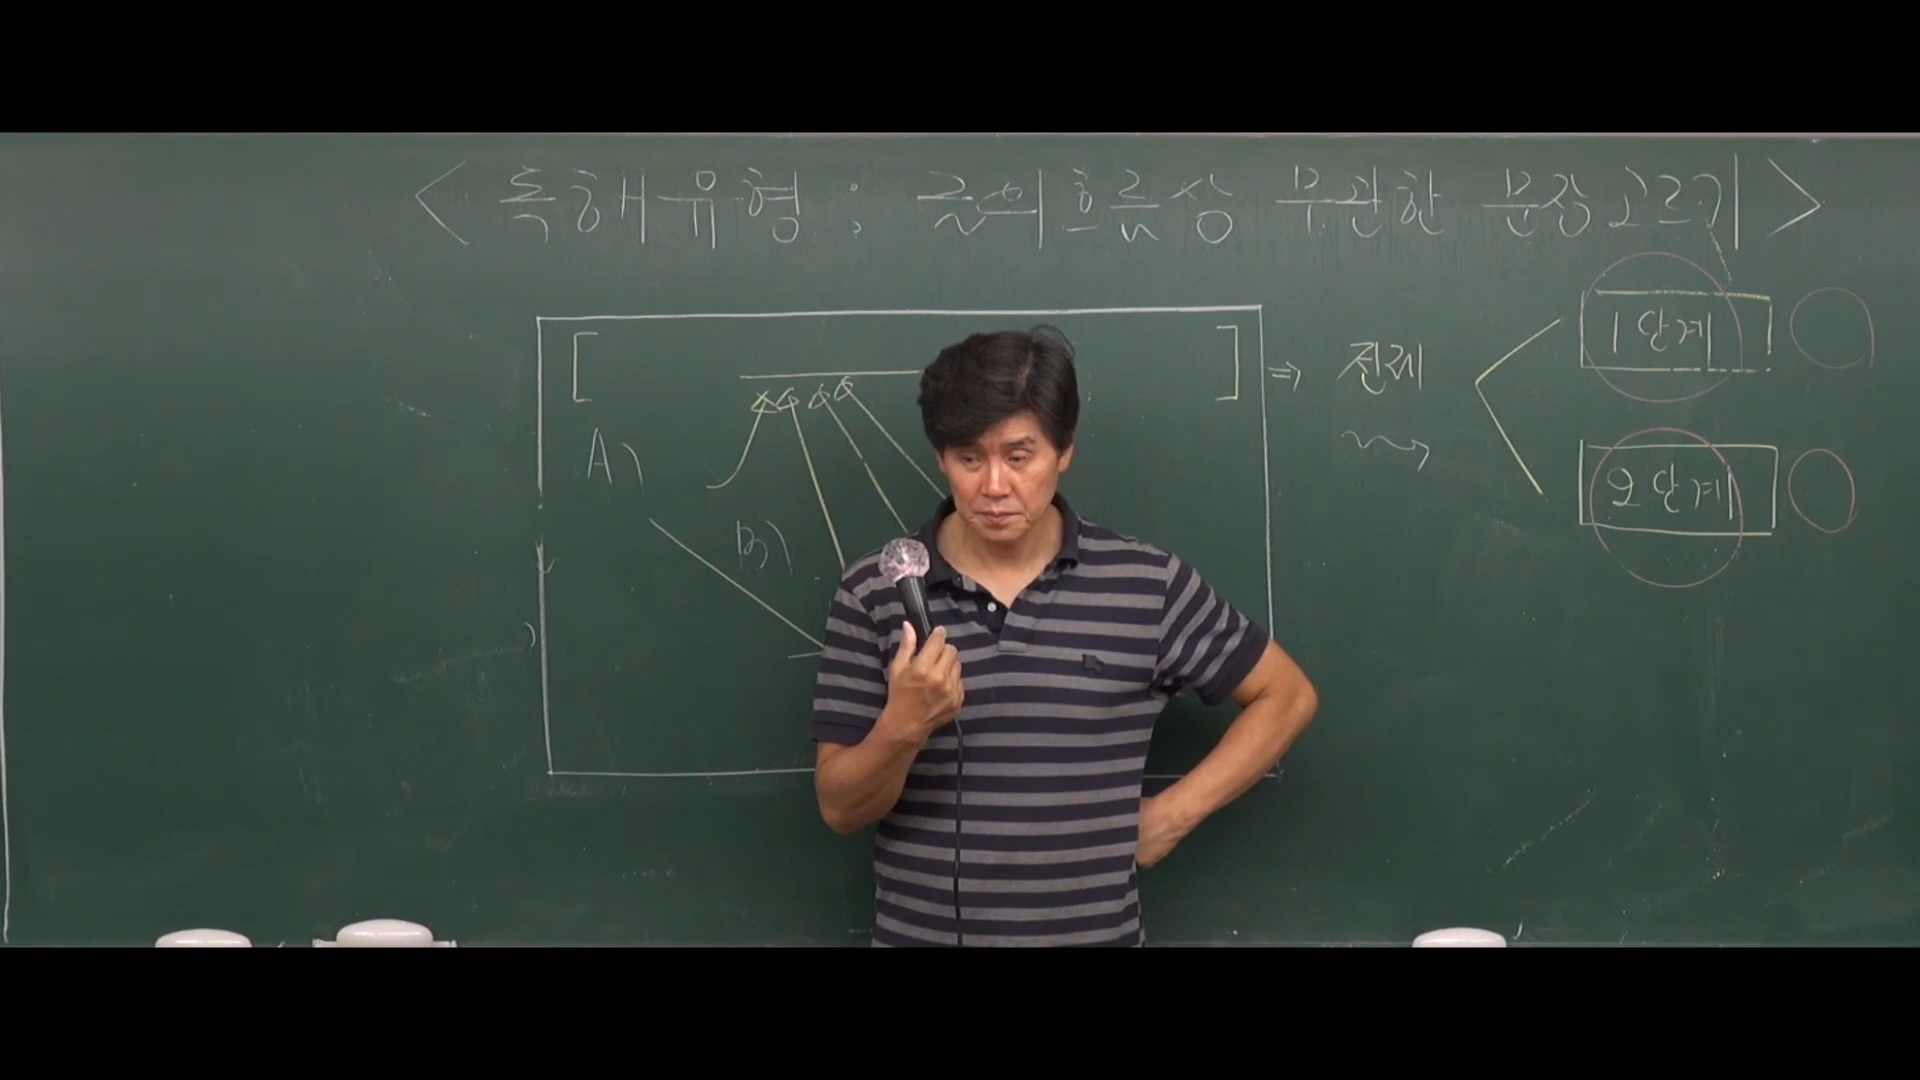 < 독해유형 : 글의흐름상 무관한 문장고르기 >
[ ] ⇒ 전제
1단계
A)
2단계
B)